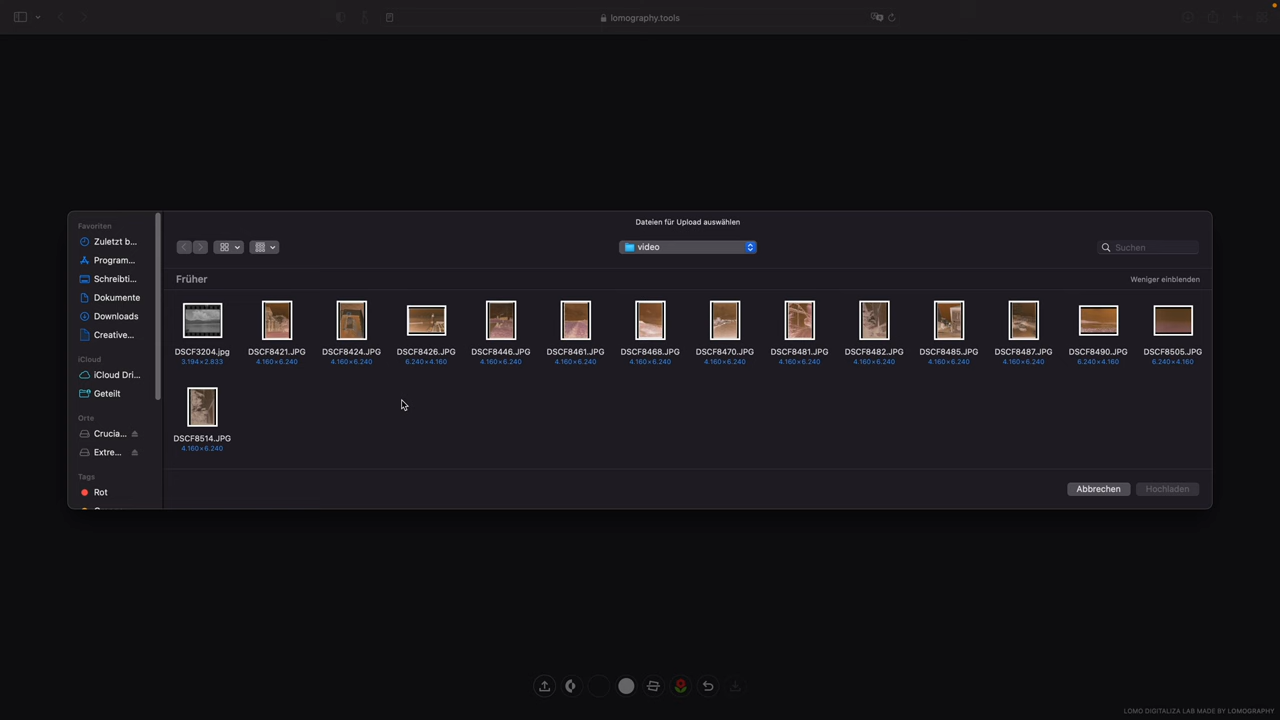 lomography.tools
Dateien für Upload auswählen
Favoriten
Zuletzt b...
Program...
Schreibti...
Dokumente
Downloads
Creative...
iCloud
iCloud Dri...
Geteilt
Orte
Crucia...
Extre...
Tags
Rot
video
Suchen
Früher
Weniger einblenden
DSCF3204.jpg DSCF8421.JPG DSCF8424.JPG DSCF8426.JPG DSCF8446.JPG DSCF8461.JPG DSCF8468.JPG DSCF8470.JPG DSCF8481.JPG DSCF8482.JPG DSCF8485.JPG DSCF8487.JPG DSCF8490.JPG DSCF8505.JPG
3.194×2.833 4.160×6.240 4.160×6.240 6.240×4.160 4.160×6.240 4.160×6.240 4.160×6.240 4.160×6.240 4.160×6.240 4.160×6.240 4.160×6.240 4.160×6.240 6.240×4.160 6.240×4.160
DSCF8514.JPG
4.160×6.240
Abbrechen Hochladen
LOMO DIGITALIZA LAB MADE BY LOMOGRAPHY